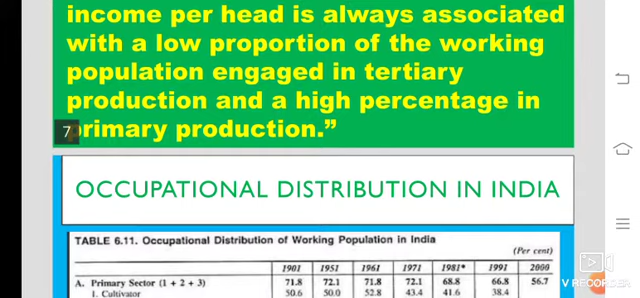 income per head is always associated
with a low proportion of the working
population engaged in tertiary
production and a high percentage in
primary production.”
7
OCCUPATIONAL DISTRIBUTION IN INDIA
TABLE 6.11. Occupational Distribution of Working Population in India
(Per cent)
1901 1951 1961 1971 1981* 1991 2000
A. Primary Sector (1 + 2 + 3) 71.8 72.1 71.8 72.1 68.8 66.8 56.7
1. Cultivator 50.6 50.0 52.8 43.4 41.6 38.4
V RECORDER